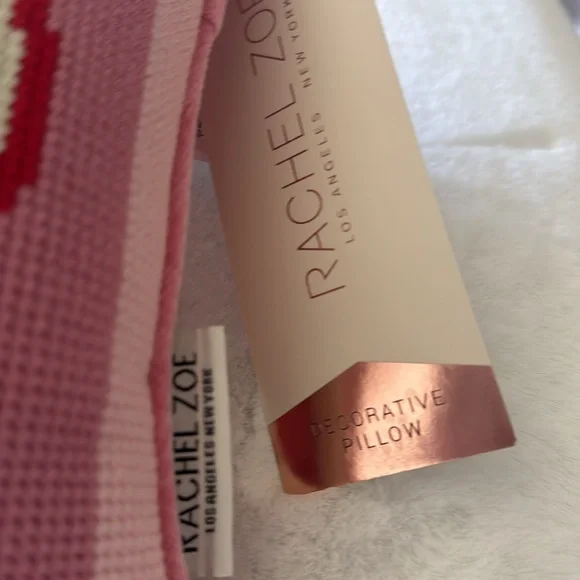 RACHEL ZOE
LOS ANGELES NEW YORK
DECORATIVE
PILLOW
RACHEL ZOE
LOS ANGELES NEW YORK